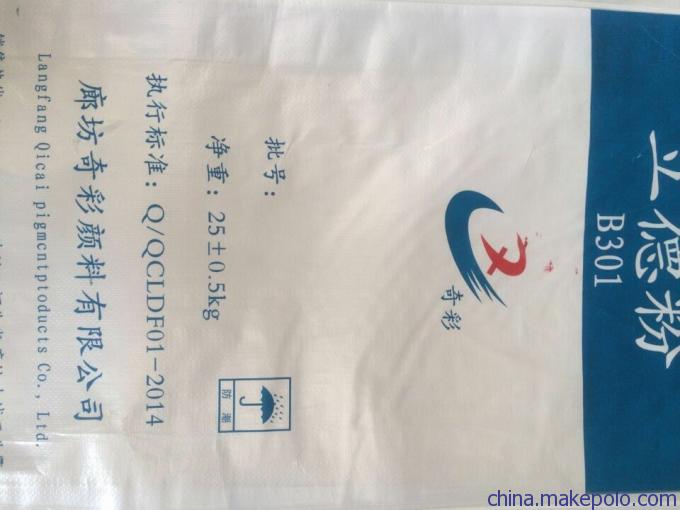 立德粉
B301
奇彩
批号：
净重：25±0.5kg
防潮
执行标准：Q/QCLDF01-2014
廊坊奇彩颜料有限公司
Langfang Qicai pigmentptoducts Co., Ltd.
china.makepolo.com